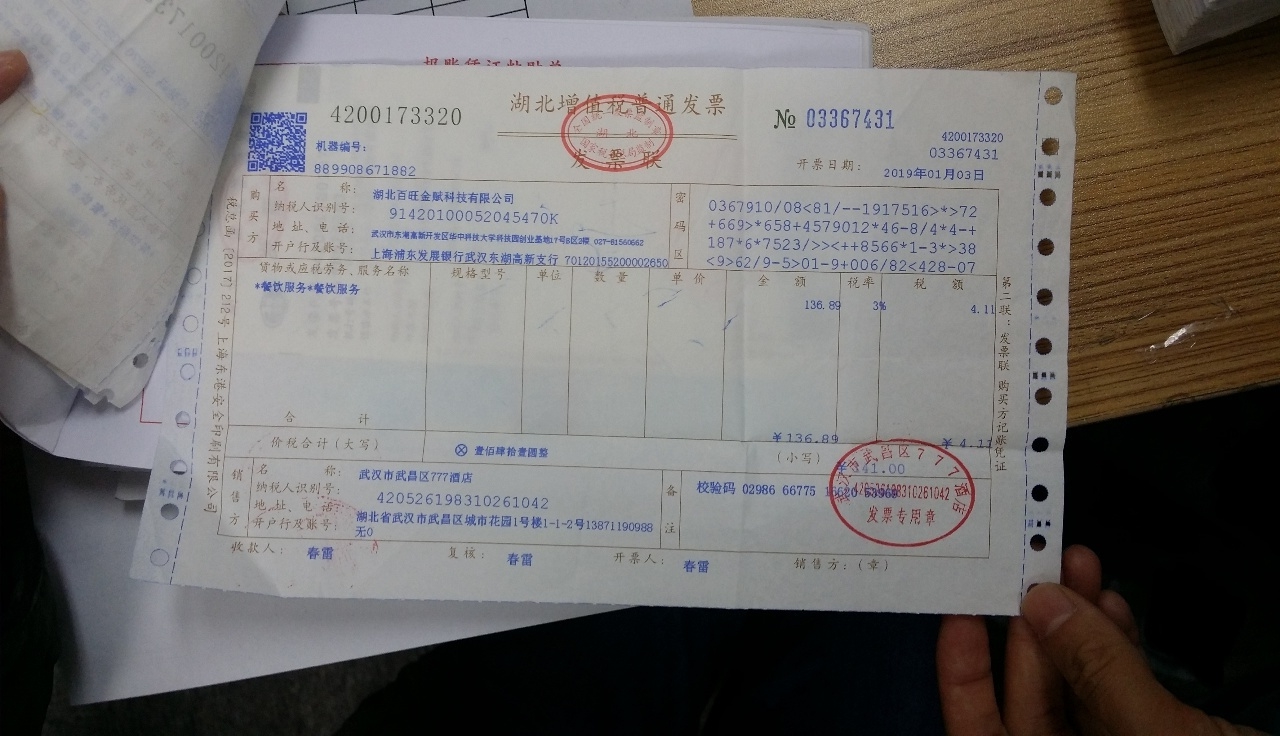 报账凭证粘贴单
4200173320
湖北增值税普通发票
发票联
湖 北
№ 03367431
4200173320
03367431
机器编号:
889908671882
开票日期: 2019年01月03日
购买方
名 称: 湖北百旺金赋科技有限公司
纳税人识别号: 91420100052045470K
地址、电话: 武汉市东湖高新开发区华中科技大学科技园创业基地17号B区2幢 027-81560662
开户行及账号: 上海浦东发展银行武汉东湖高新支行 70120155200002650
密码区
0367910/08<81/--1917516>*>72
+669>*658+4579012*46-8/4*4-+
187*6*7523/>><++8566*1-3*>38
<9>62/9-5>01-9+006/82<428-07
货物或应税劳务、服务名称 规格型号 单位 数量 单价 金额 税率 税额
*餐饮服务*餐饮服务 136.89 3% 4.11
合 计 ¥136.89 ¥4.11
价税合计(大写) ⊗ 壹佰肆拾壹圆整 (小写) ¥141.00
销售方
名 称: 武汉市武昌区777酒店
纳税人识别号: 420526198310261042
地址、电话: 湖北省武汉市武昌区城市花园1号楼1-1-2号13871190988
开户行及账号: 无0
备注
校验码 02986 66775 15620 53968
武汉市武昌区777酒店
420526198310261042
发票专用章
收款人: 春雷 复核: 春雷 开票人: 春雷 销售方:(章)
税总函〔2017〕212号上海东港安全印刷有限公司
第二联:发票联 购买方记账凭证